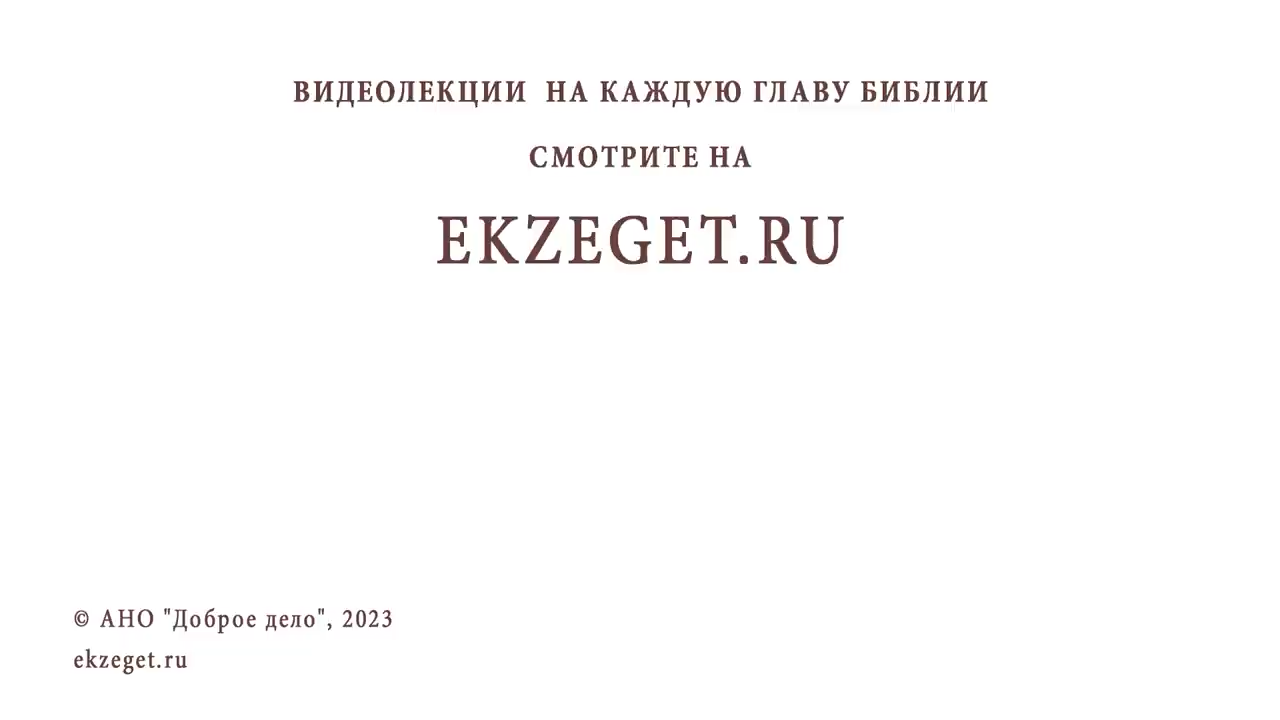 ВИДЕОЛЕКЦИИ НА КАЖДУЮ ГЛАВУ БИБЛИИ
СМОТРИТЕ НА
EKZEGET.RU
© АНО "Доброе дело", 2023
ekzeget.ru